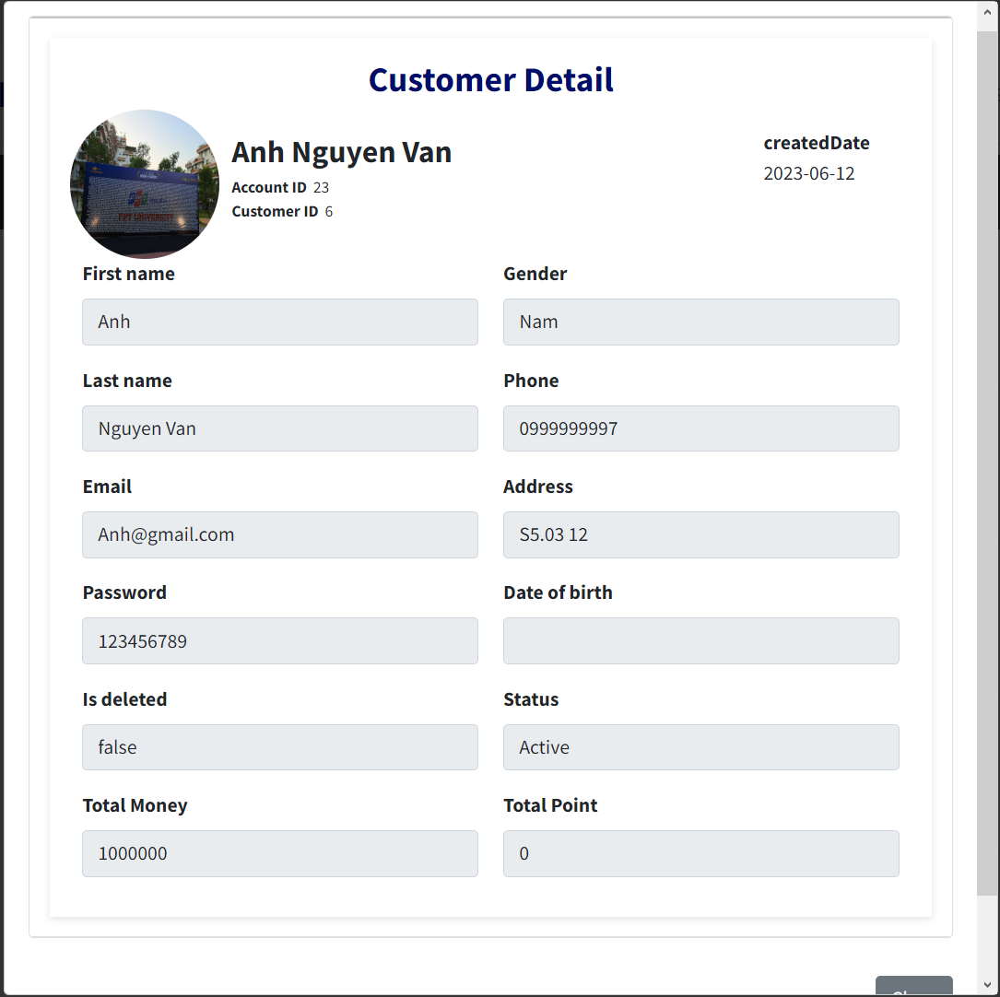 Customer Detail
Anh Nguyen Van
Account ID 23
Customer ID 6
createdDate
2023-06-12
First name
Anh
Gender
Nam
Last name
Nguyen Van
Phone
0999999997
Email
Anh@gmail.com
Address
S5.03 12
Password
123456789
Date of birth
Is deleted
false
Status
Active
Total Money
1000000
Total Point
0
FPT UNIVERSITY